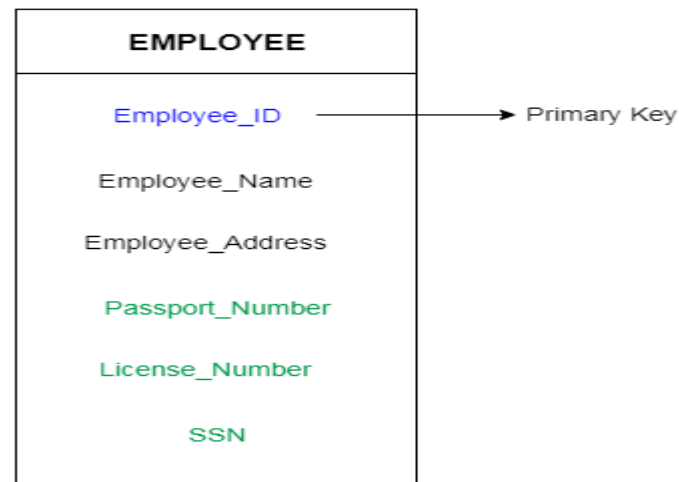 EMPLOYEE
Employee_ID
Primary Key
Employee_Name
Employee_Address
Passport_Number
License_Number
SSN